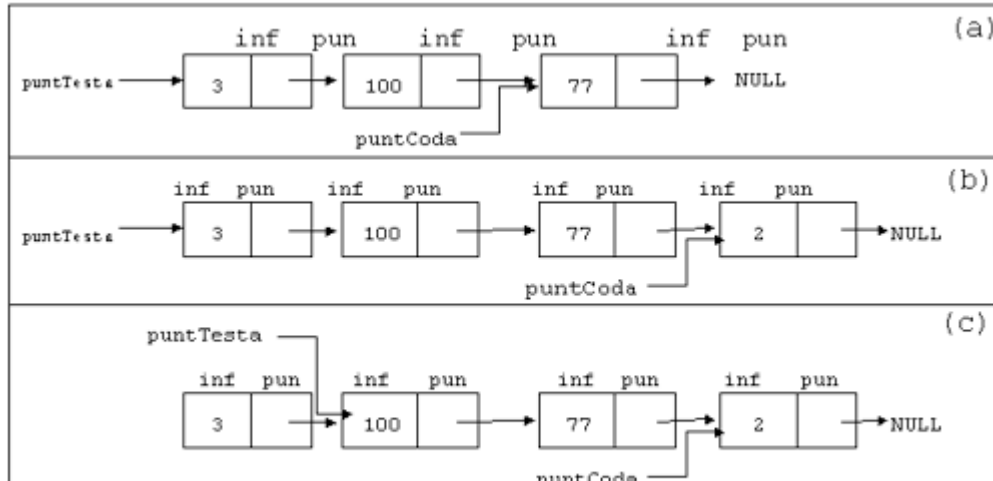 (a)
inf pun inf pun inf pun
puntTesta 3 100 77 NULL
puntCoda
(b)
inf pun inf pun inf pun inf pun
puntTesta 3 100 77 2 NULL
puntCoda
(c)
puntTesta
inf pun inf pun inf pun inf pun
3 100 77 2 NULL
puntCoda